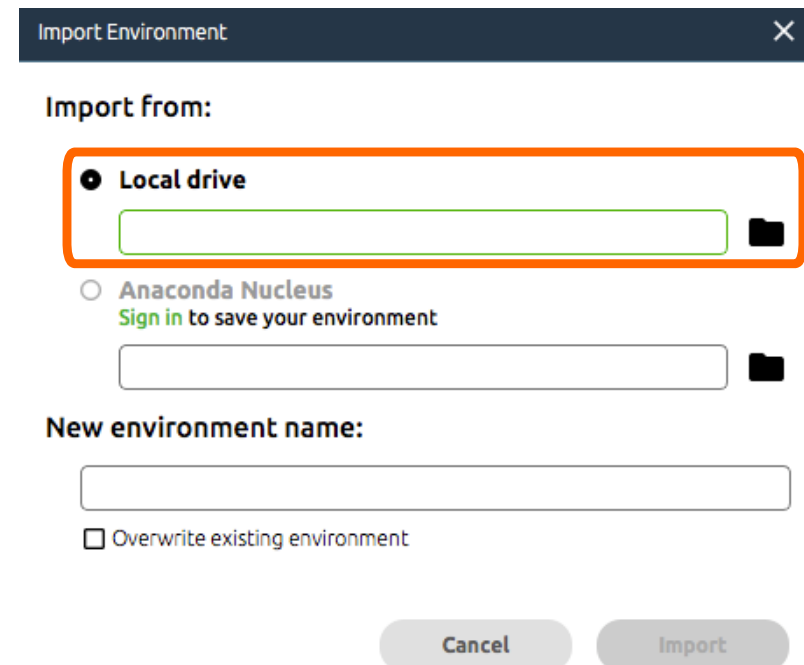 Import Environment
Import from:
Local drive
Anaconda Nucleus
Sign in to save your environment
New environment name:
Overwrite existing environment
Cancel Import